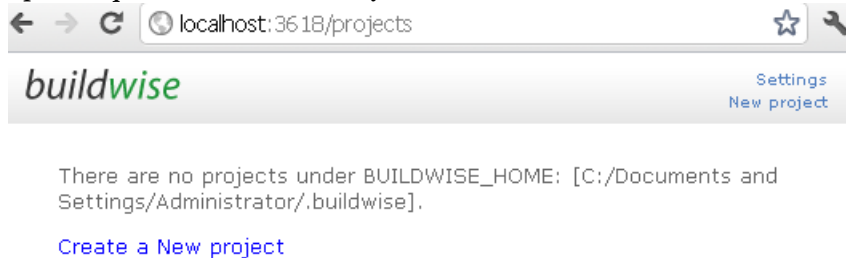 localhost:3618/projects
buildwise
Settings
New project
There are no projects under BUILDWISE_HOME: [C:/Documents and
Settings/Administrator/.buildwise].
Create a New project